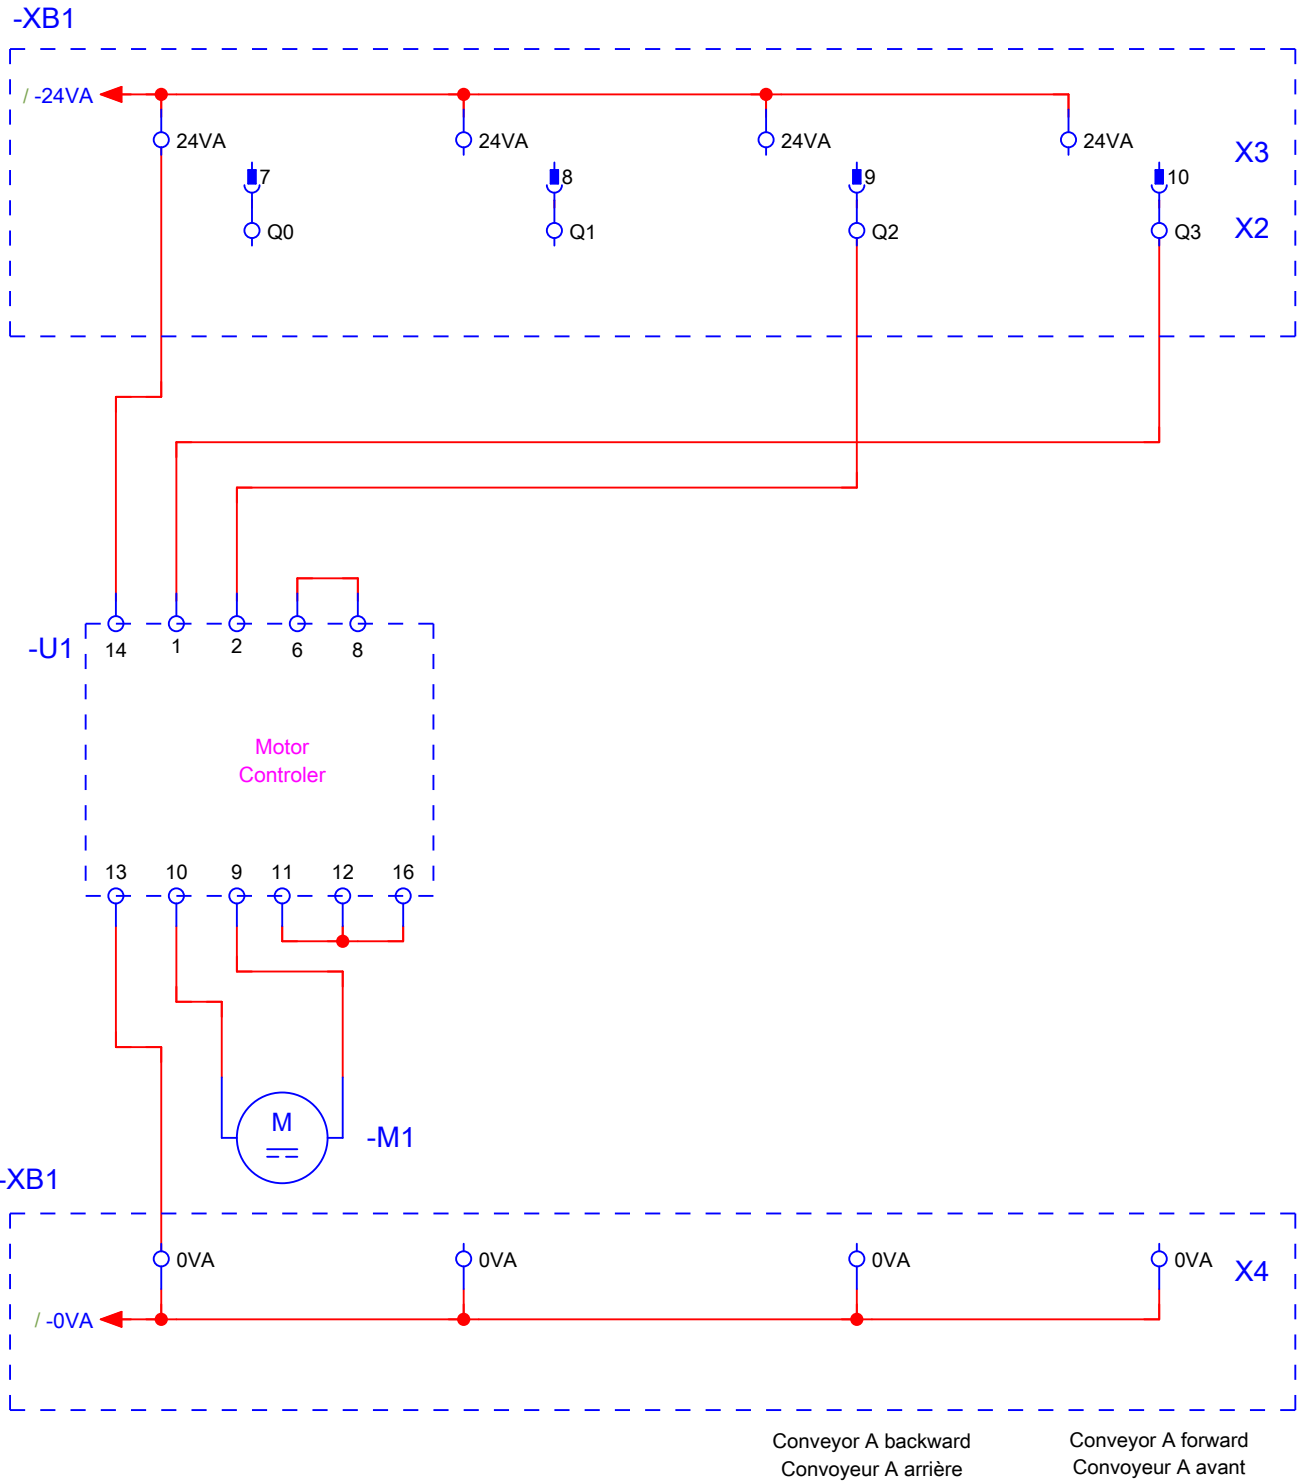 -XB1
/ -24VA
24VA 24VA 24VA 24VA
X3
7 8 9 10
Q0 Q1 Q2 Q3 X2
-U1
14 1 2 6 8
Motor
Controler
13 10 9 11 12 16
M
-M1
-XB1
0VA 0VA 0VA 0VA X4
/ -0VA
Conveyor A backward Conveyor A forward
Convoyeur A arrière Convoyeur A avant